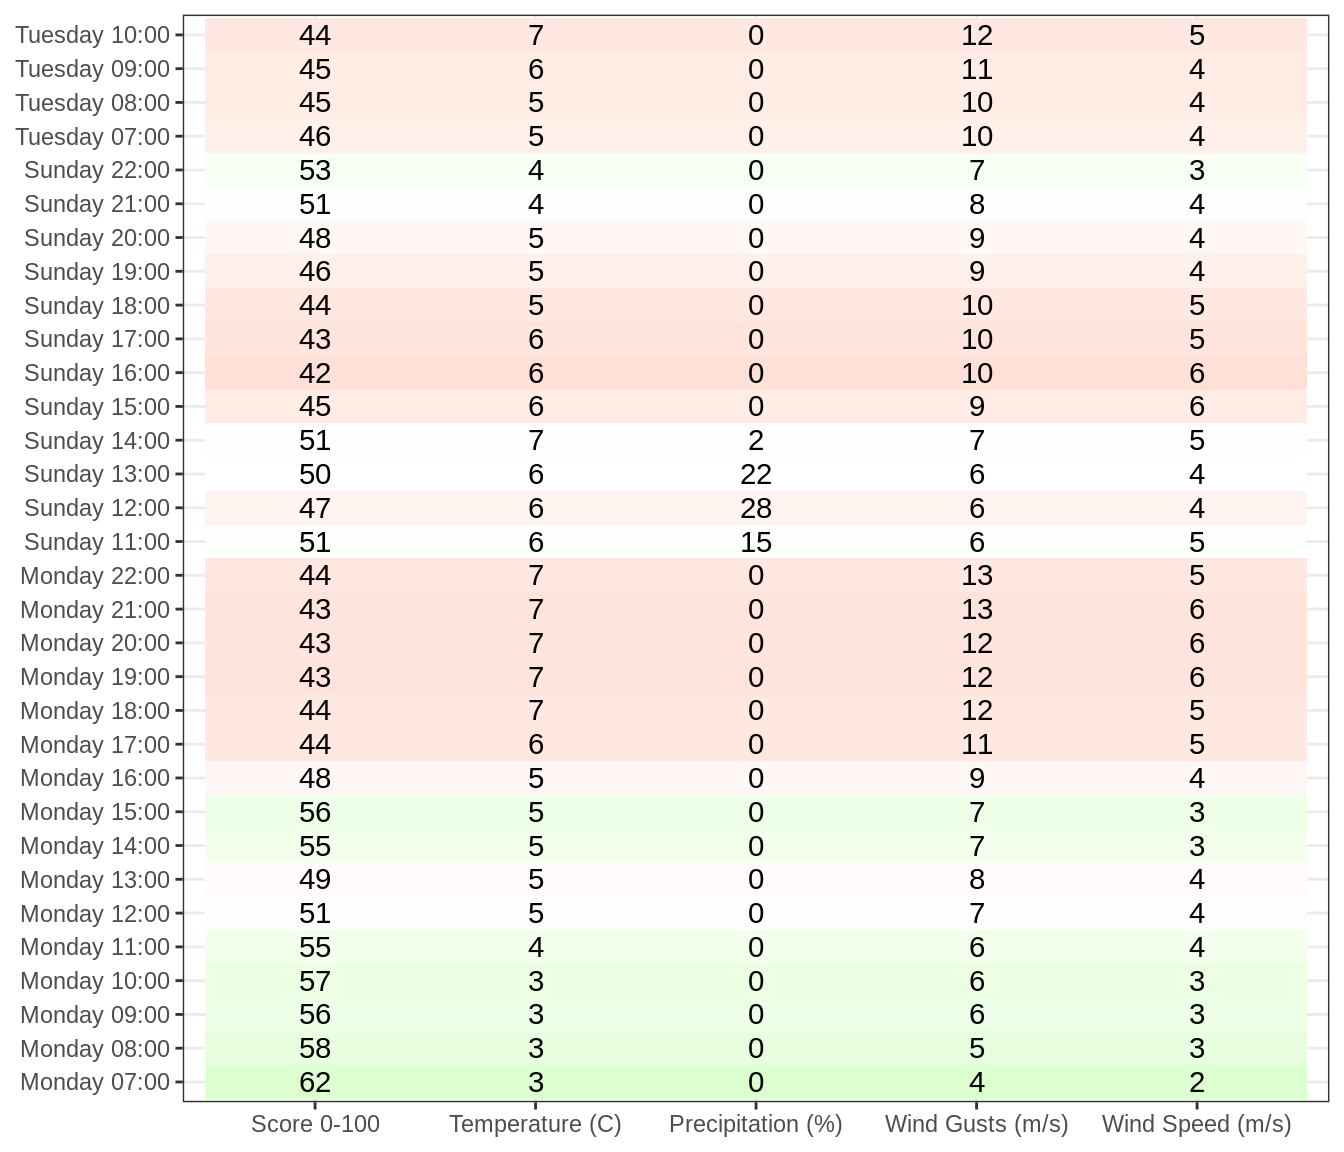 Tuesday 10:00 44 7 0 12 5
Tuesday 09:00 45 6 0 11 4
Tuesday 08:00 45 5 0 10 4
Tuesday 07:00 46 5 0 10 4
Sunday 22:00 53 4 0 7 3
Sunday 21:00 51 4 0 8 4
Sunday 20:00 48 5 0 9 4
Sunday 19:00 46 5 0 9 4
Sunday 18:00 44 5 0 10 5
Sunday 17:00 43 6 0 10 5
Sunday 16:00 42 6 0 10 6
Sunday 15:00 45 6 0 9 6
Sunday 14:00 51 7 2 7 5
Sunday 13:00 50 6 22 6 4
Sunday 12:00 47 6 28 6 4
Sunday 11:00 51 6 15 6 5
Monday 22:00 44 7 0 13 5
Monday 21:00 43 7 0 13 6
Monday 20:00 43 7 0 12 6
Monday 19:00 43 7 0 12 6
Monday 18:00 44 7 0 12 5
Monday 17:00 44 6 0 11 5
Monday 16:00 48 5 0 9 4
Monday 15:00 56 5 0 7 3
Monday 14:00 55 5 0 7 3
Monday 13:00 49 5 0 8 4
Monday 12:00 51 5 0 7 4
Monday 11:00 55 4 0 6 4
Monday 10:00 57 3 0 6 3
Monday 09:00 56 3 0 6 3
Monday 08:00 58 3 0 5 3
Monday 07:00 62 3 0 4 2
Score 0-100 Temperature (C) Precipitation (%) Wind Gusts (m/s) Wind Speed (m/s)